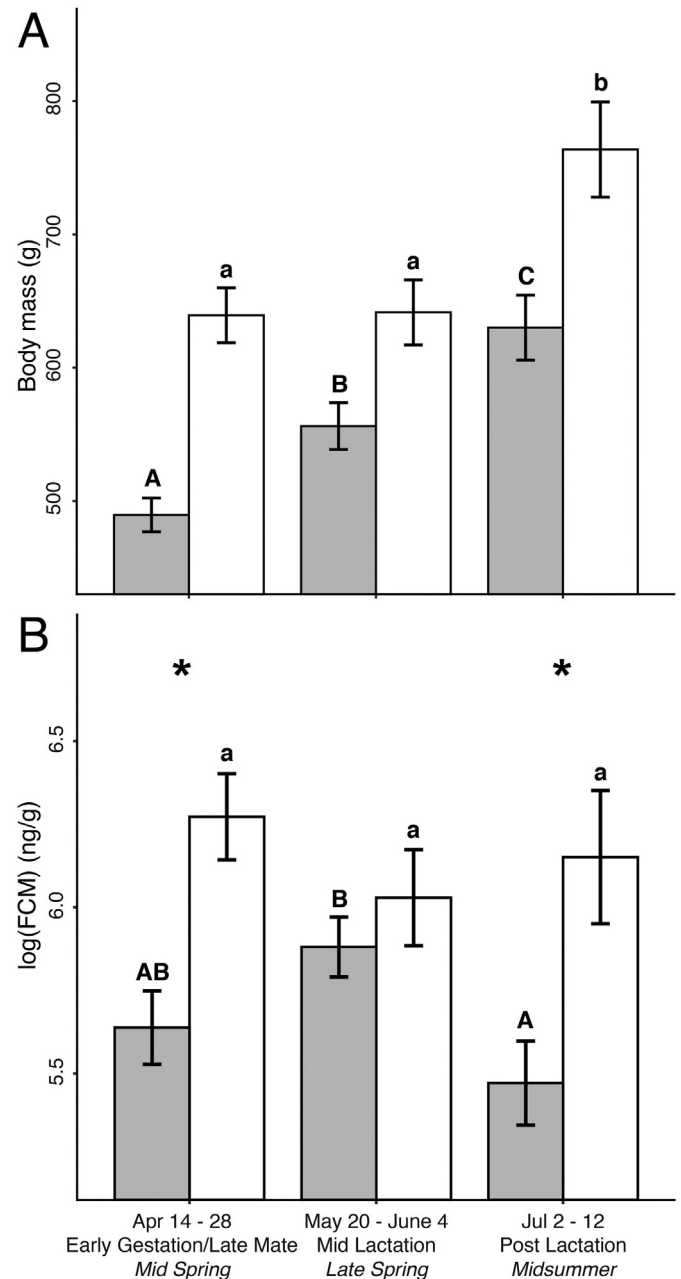 A
Body mass (g)
800
700
600
500
A
a
B
a
C
b
B
log(FCM) (ng/g)
6.5
6.0
5.5
*
*
AB
a
B
a
A
a
Apr 14 - 28
Early Gestation/Late Mate
Mid Spring
May 20 - June 4
Mid Lactation
Late Spring
Jul 2 - 12
Post Lactation
Midsummer